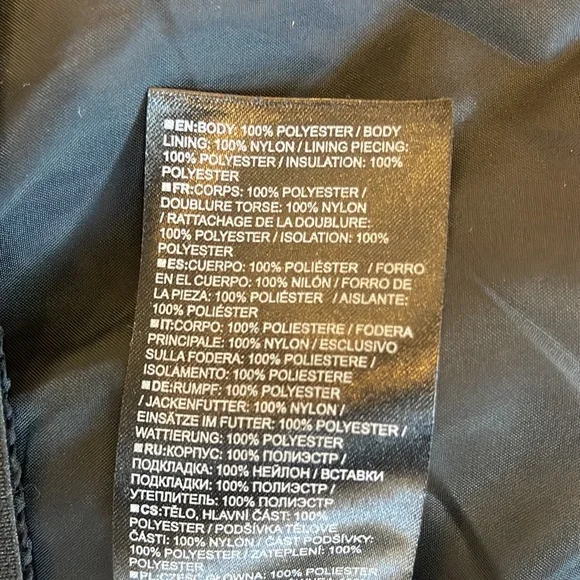 ■EN:BODY: 100% POLYESTER / BODY
LINING: 100% NYLON / LINING PIECING:
100% POLYESTER / INSULATION: 100%
POLYESTER
■FR:CORPS: 100% POLYESTER /
DOUBLURE TORSE: 100% NYLON
/ RATTACHAGE DE LA DOUBLURE:
100% POLYESTER / ISOLATION: 100%
POLYESTER
■ES:CUERPO: 100% POLIÉSTER / FORRO
EN EL CUERPO: 100% NILÓN / FORRO DE
LA PIEZA: 100% POLIÉSTER / AISLANTE:
100% POLIÉSTER
■IT:CORPO: 100% POLIESTERE / FODERA
PRINCIPALE: 100% NYLON / ESCLUSIVO
SULLA FODERA: 100% POLIESTERE /
ISOLAMENTO: 100% POLIESTERE
■DE:RUMPF: 100% POLYESTER
/ JACKENFUTTER: 100% NYLON /
EINSÄTZE IM FUTTER: 100% POLYESTER /
WATTIERUNG: 100% POLYESTER
■RU:КОРПУС: 100% ПОЛИЭСТР /
ПОДКЛАДКА: 100% НЕЙЛОН / ВСТАВКИ
ПОДКЛАДКИ: 100% ПОЛИЭСТР /
УТЕПЛИТЕЛЬ: 100% ПОЛИЭСТР
■CS:TĚLO, HLAVNÍ ČÁST: 100%
POLYESTER / PODŠÍVKA TĚLOVÉ
ČÁSTI: 100% NYLON / ČÁST PODŠÍVKY:
100% POLYESTER / ZATEPLENÍ: 100%
POLYESTER
■PL:CZĘŚĆ GŁÓWNA: 100% POLIESTER